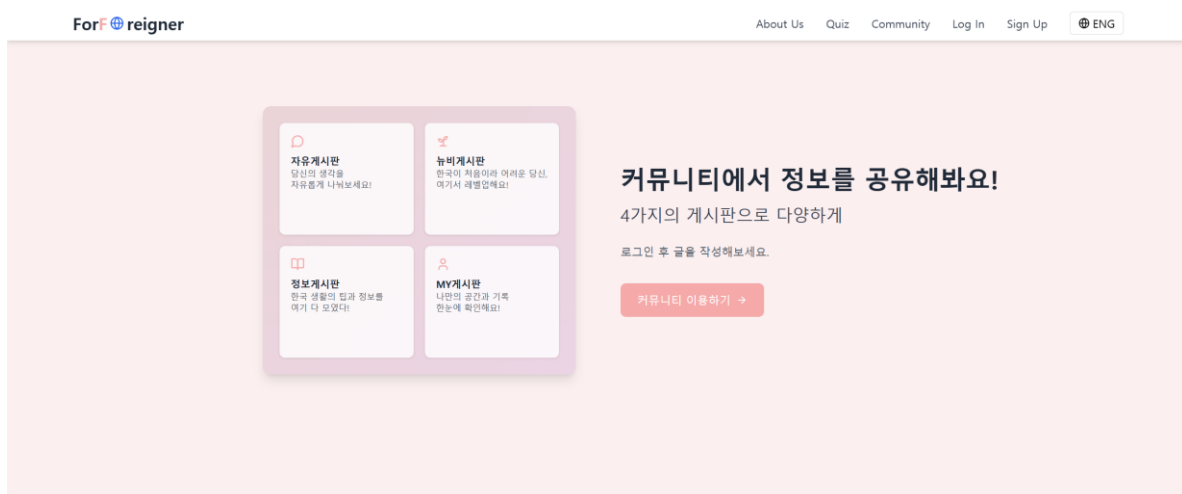 ForF reigner
About Us Quiz Community Log In Sign Up ENG
자유게시판
당신의 생각을
자유롭게 나눠보세요!
뉴비게시판
한국이 처음이라 어려운 당신,
여기서 레벨업해요!
정보게시판
한국 생활의 팁과 정보를
여기 다 모았다!
MY게시판
나만의 공간과 기록
한눈에 확인해요!
커뮤니티에서 정보를 공유해봐요!
4가지의 게시판으로 다양하게
로그인 후 글을 작성해보세요.
커뮤니티 이용하기 →